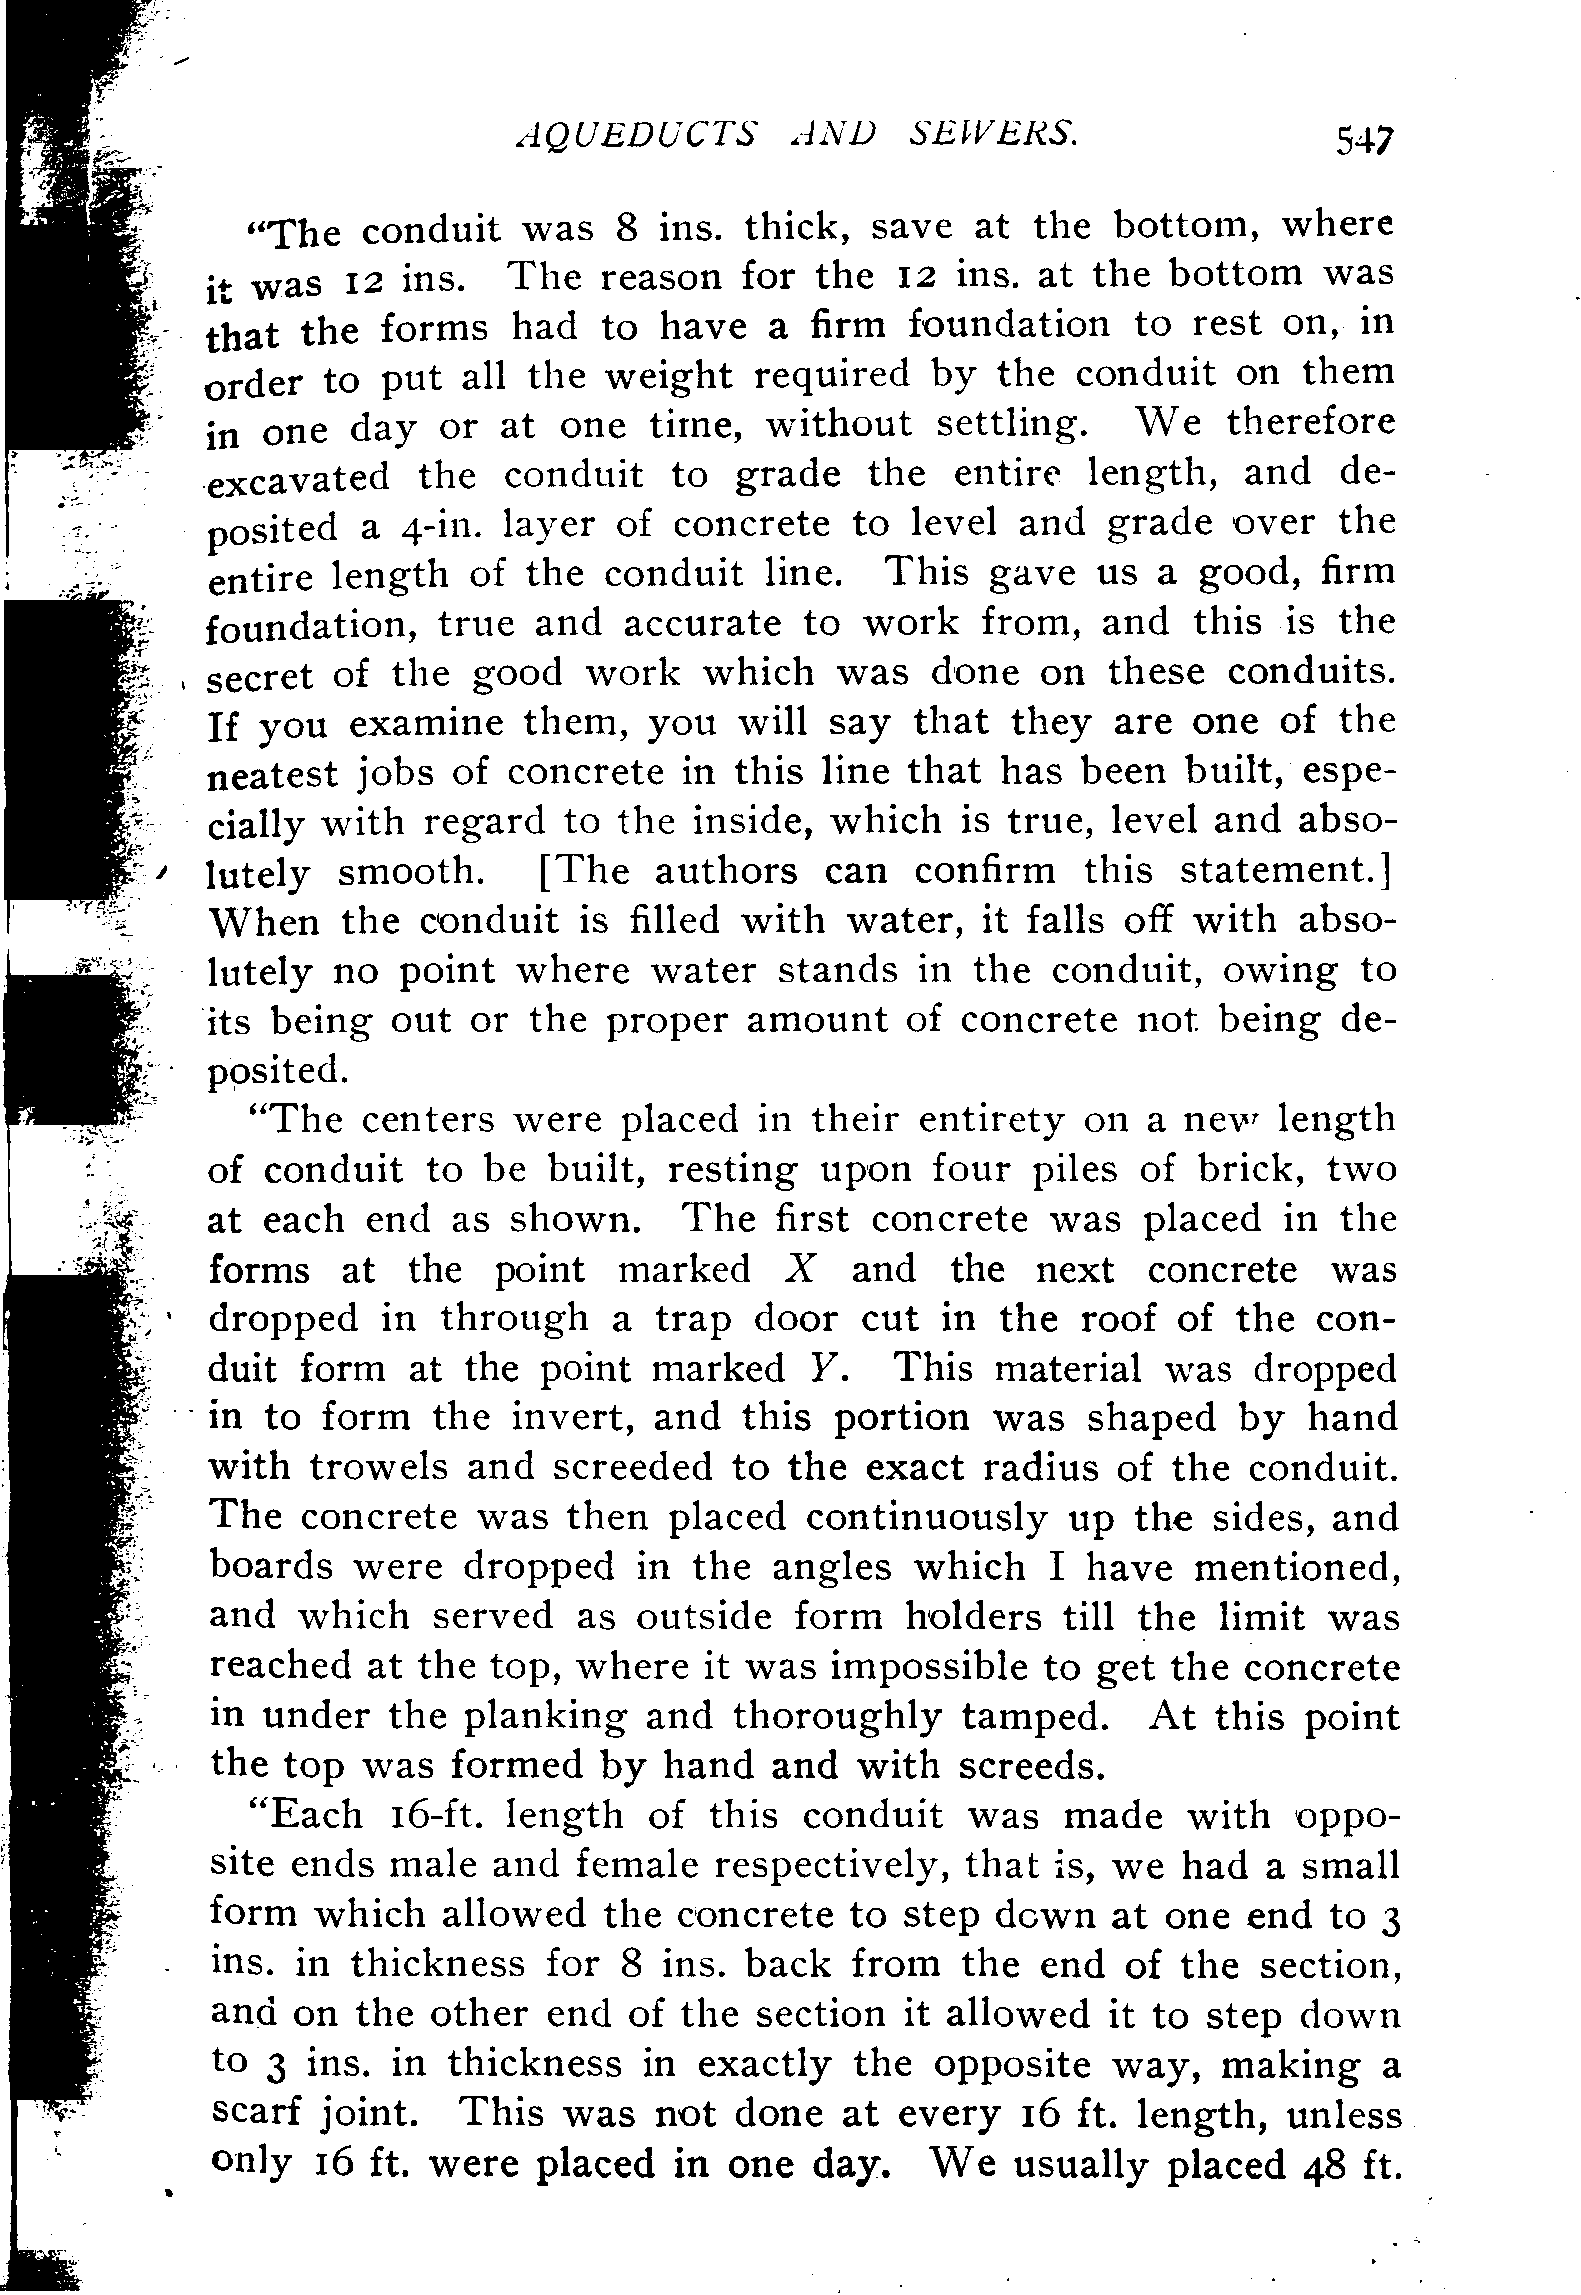 AQUEDUCTS AND SEWERS. 547
"The conduit was 8 ins. thick, save at the bottom, where
it was 12 ins. The reason for the 12 ins. at the bottom was
that the forms had to have a firm foundation to rest on, in
order to put all the weight required by the conduit on them
in one day or at one time, without settling. We therefore
excavated the conduit to grade the entire length, and de-
posited a 4-in. layer of concrete to level and grade over the
entire length of the conduit line. This gave us a good, firm
foundation, true and accurate to work from, and this is the
secret of the good work which was done on these conduits.
If you examine them, you will say that they are one of the
neatest jobs of concrete in this line that has been built, espe-
cially with regard to the inside, which is true, level and abso-
lutely smooth. [The authors can confirm this statement.]
When the conduit is filled with water, it falls off with abso-
lutely no point where water stands in the conduit, owing to
its being out or the proper amount of concrete not being de-
posited.
"The centers were placed in their entirety on a new length
of conduit to be built, resting upon four piles of brick, two
at each end as shown. The first concrete was placed in the
forms at the point marked X and the next concrete was
dropped in through a trap door cut in the roof of the con-
duit form at the point marked Y. This material was dropped
in to form the invert, and this portion was shaped by hand
with trowels and screeded to the exact radius of the conduit.
The concrete was then placed continuously up the sides, and
boards were dropped in the angles which I have mentioned,
and which served as outside form holders till the limit was
reached at the top, where it was impossible to get the concrete
in under the planking and thoroughly tamped. At this point
the top was formed by hand and with screeds.
"Each 16-ft. length of this conduit was made with oppo-
site ends male and female respectively, that is, we had a small
form which allowed the concrete to step down at one end to 3
ins. in thickness for 8 ins. back from the end of the section,
and on the other end of the section it allowed it to step down
to 3 ins. in thickness in exactly the opposite way, making a
scarf joint. This was not done at every 16 ft. length, unless
only 16 ft. were placed in one day. We usually placed 48 ft.